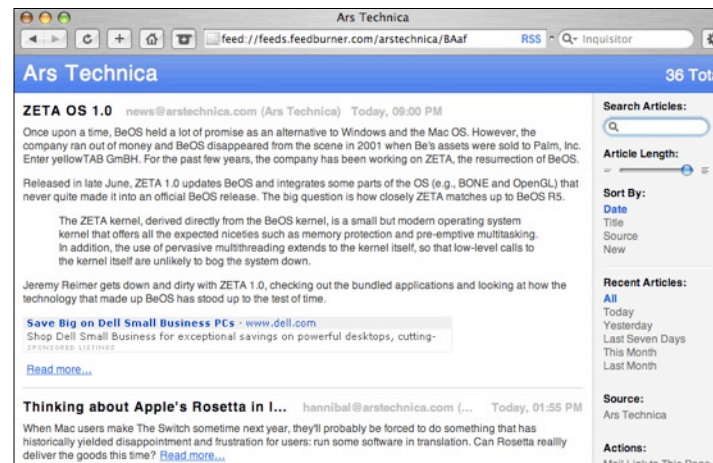 Ars Technica
feed://feeds.feedburner.com/arstechnica/BAaf RSS Inquisitor
Ars Technica
36 Tot
ZETA OS 1.0 news@arstechnica.com (Ars Technica) Today, 09:00 PM
Once upon a time, BeOS held a lot of promise as an alternative to Windows and the Mac OS. However, the
company ran out of money and BeOS disappeared from the scene in 2001 when Be's assets were sold to Palm, Inc.
Enter yellowTAB GmBH. For the past few years, the company has been working on ZETA, the resurrection of BeOS.
Released in late June, ZETA 1.0 updates BeOS and integrates some parts of the OS (e.g., BONE and OpenGL) that
never quite made it into an official BeOS release. The big question is how closely ZETA matches up to BeOS R5.
The ZETA kernel, derived directly from the BeOS kernel, is a small but modern operating system
kernel that offers all the expected niceties such as memory protection and pre-emptive multitasking.
In addition, the use of pervasive multithreading extends to the kernel itself, so that low-level calls to
the kernel itself are unlikely to bog the system down.
Jeremy Reimer gets down and dirty with ZETA 1.0, checking out the bundled applications and looking at how the
technology that made up BeOS has stood up to the test of time.
Save Big on Dell Small Business PCs · www.dell.com
Shop Dell Small Business for exceptional savings on powerful desktops, cutting-
SPONSORED LISTINGS
Read more...
Thinking about Apple's Rosetta in I... hannibal@arstechnica.com (... Today, 01:55 PM
When Mac users make The Switch sometime next year, they'll probably be forced to do something that has
historically yielded disappointment and frustration for users: run some software in translation. Can Rosetta reallly
deliver the goods this time? Read more...
Search Articles:
Article Length:
Sort By:
Date
Title
Source
New
Recent Articles:
All
Today
Yesterday
Last Seven Days
This Month
Last Month
Source:
Ars Technica
Actions:
Mail Link to This Page